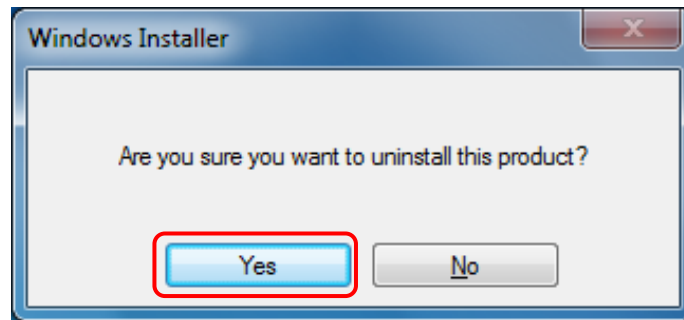 Windows Installer
Are you sure you want to uninstall this product?
Yes
No